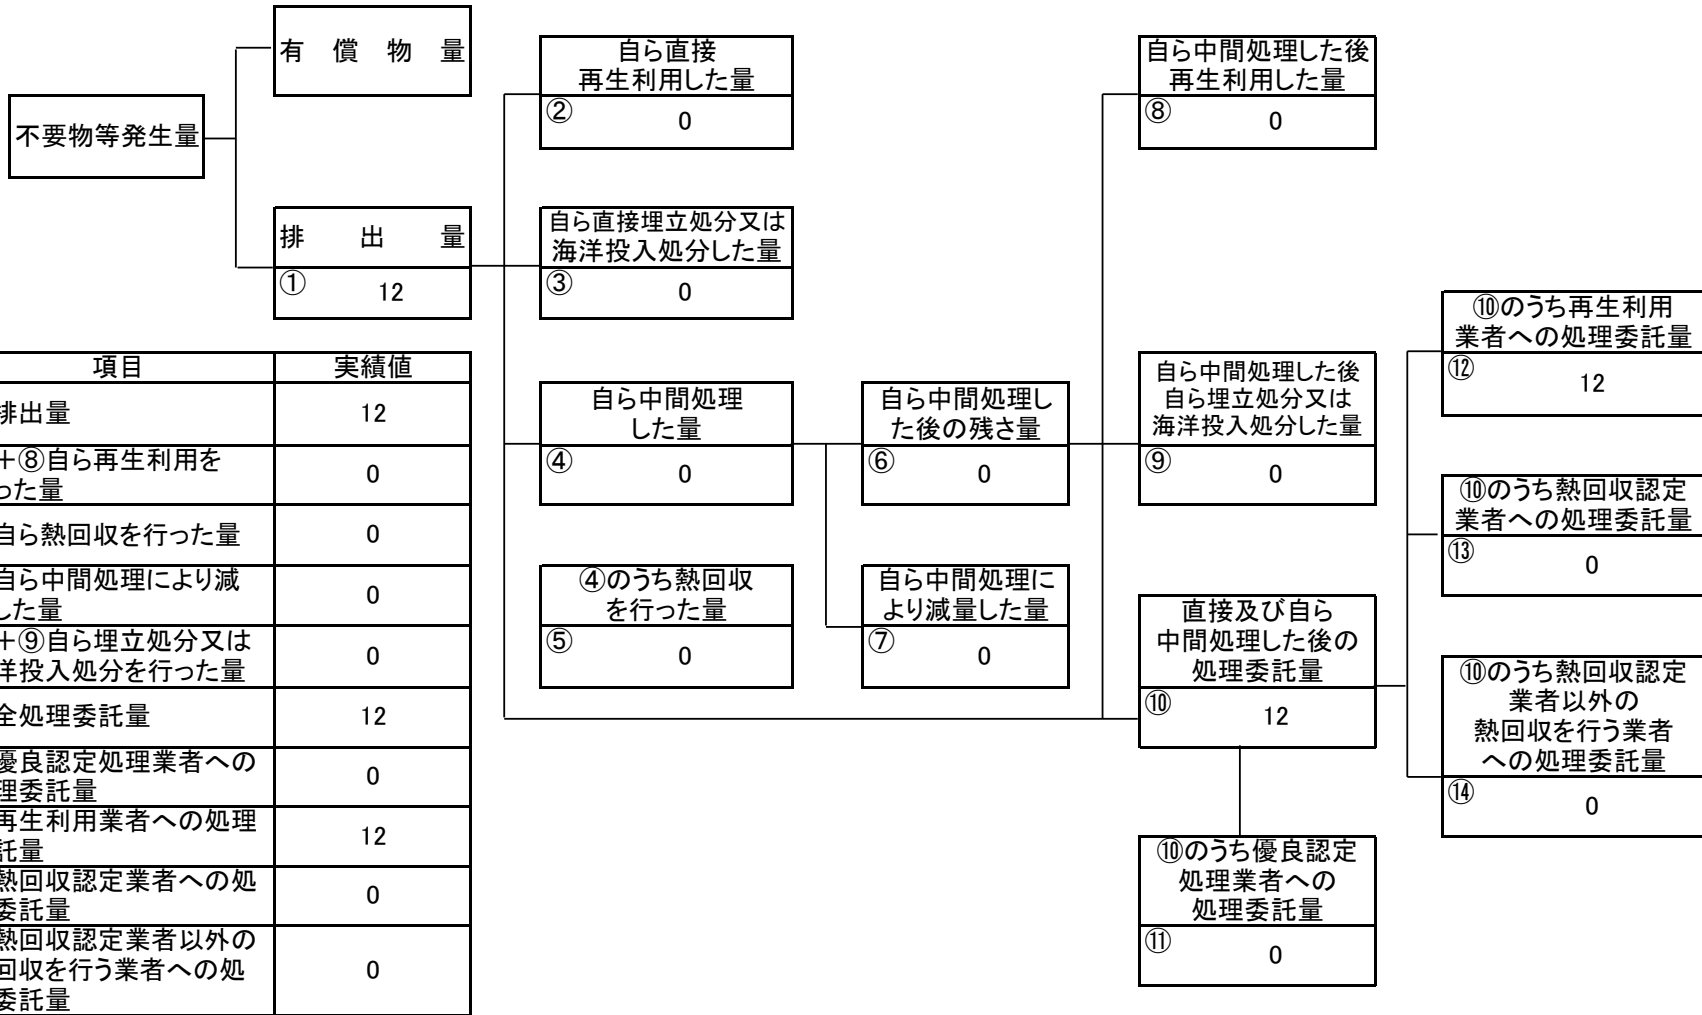 有償物量
不要物等発生量
排出量
①
12
自ら直接
再生利用した量
②
0
自ら直接埋立処分又は
海洋投入処分した量
③
0
自ら中間処理
した量
④
0
④のうち熱回収
を行った量
⑤
0
自ら中間処理し
た後の残さ量
⑥
0
自ら中間処理に
より減量した量
⑦
0
自ら中間処理した後
再生利用した量
⑧
0
自ら中間処理した後
自ら埋立処分又は
海洋投入処分した量
⑨
0
直接及び自ら
中間処理した後の
処理委託量
⑩
12
⑩のうち優良認定
処理業者への
処理委託量
⑪
0
⑩のうち再生利用
業者への処理委託量
⑫
12
⑩のうち熱回収認定
業者への処理委託量
⑬
0
⑩のうち熱回収認定
業者以外の
熱回収を行う業者
への処理委託量
⑭
0
項目 実績値
排出量 12
+⑧自ら再生利用を
った量
0
自ら熱回収を行った量 0
自ら中間処理により減
した量
0
+⑨自ら埋立処分又は
洋投入処分を行った量
0
全処理委託量 12
優良認定処理業者への
理委託量
0
再生利用業者への処理
託量
12
熱回収認定業者への処
委託量
0
熱回収認定業者以外の
回収を行う業者への処
委託量
0